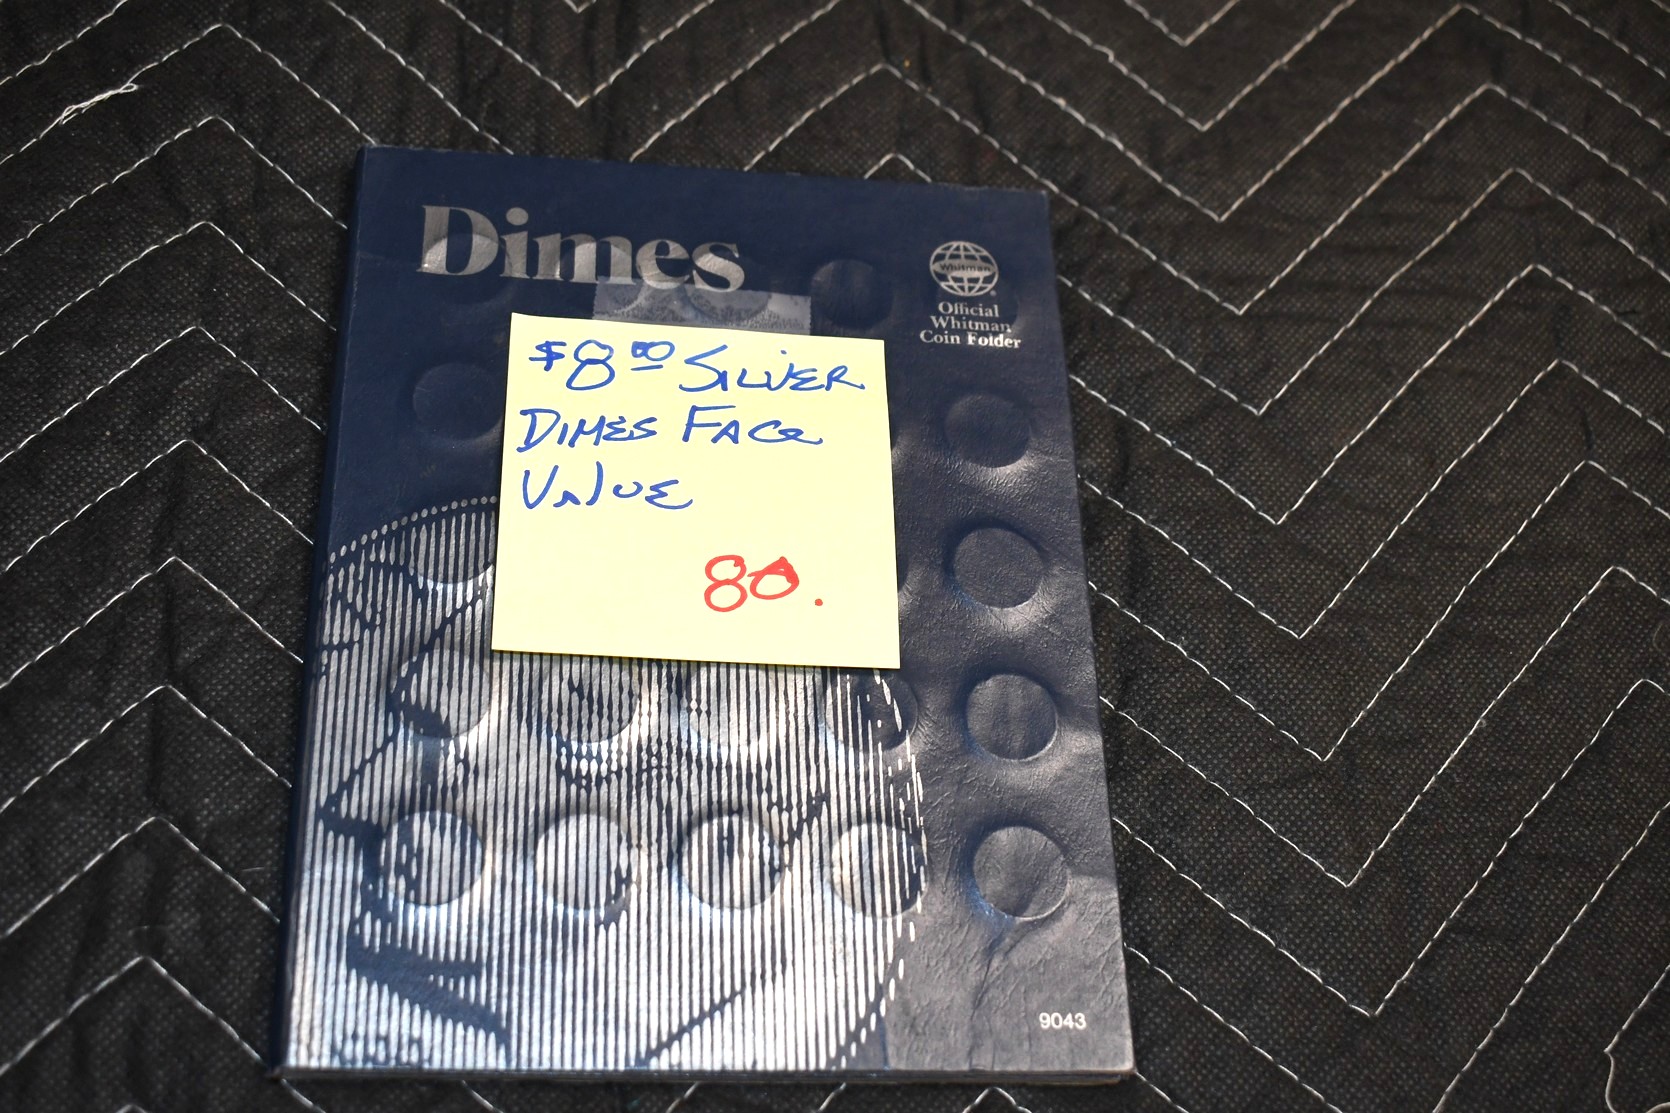 Dimes
Whitman
Official
Whitman
Coin Folder
$8.00 SILVER
DIMES FACE
VALUE
80.
9043